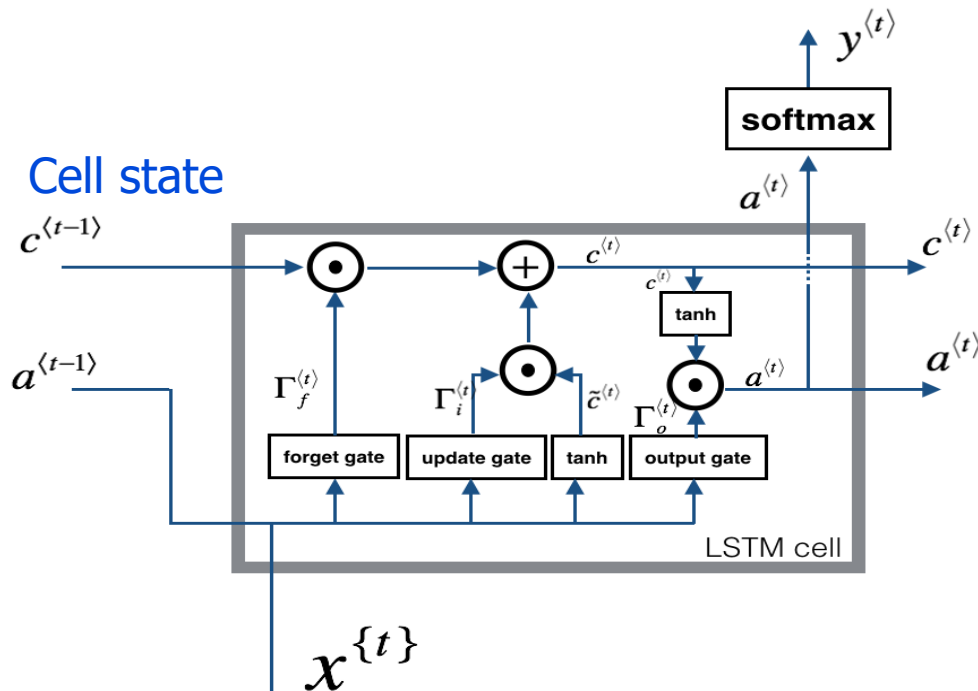 y⟨t⟩
softmax
Cell state
a⟨t⟩
c⟨t−1⟩
c⟨t⟩
c⟨t⟩
c⟨t⟩
tanh
a⟨t−1⟩
a⟨t⟩
Γf⟨t⟩
Γi⟨t⟩
c̃⟨t⟩
Γo⟨t⟩
a⟨t⟩
forget gate
update gate
tanh
output gate
LSTM cell
x{t}